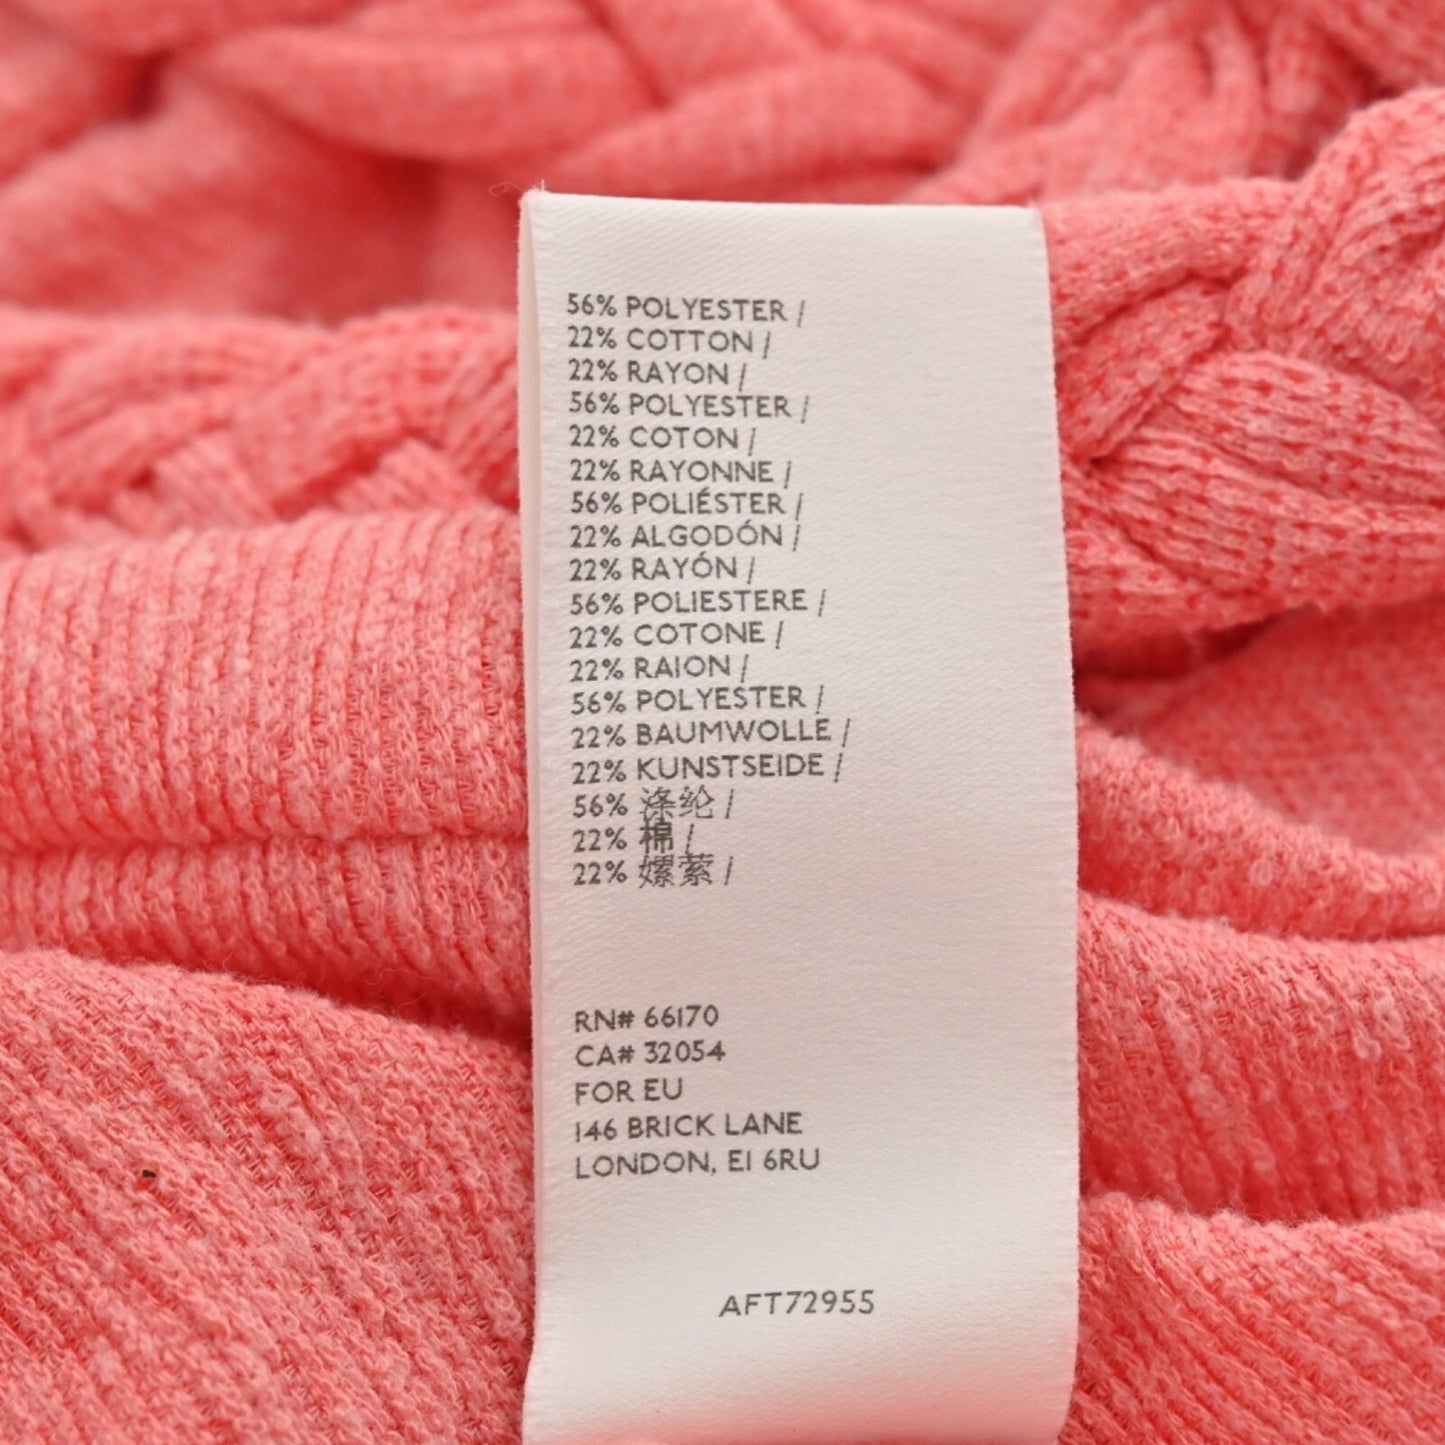 56% POLYESTER /
22% COTTON /
22% RAYON /
56% POLYESTER /
22% COTON /
22% RAYONNE /
56% POLIÉSTER /
22% ALGODÓN /
22% RAYÓN /
56% POLIESTERE /
22% COTONE /
22% RAION /
56% POLYESTER /
22% BAUMWOLLE /
22% KUNSTSEIDE /
56% 涤纶 /
22% 棉 /
22% 嫘萦 /
RN# 66170
CA# 32054
FOR EU
146 BRICK LANE
LONDON, E1 6RU
AFT72955